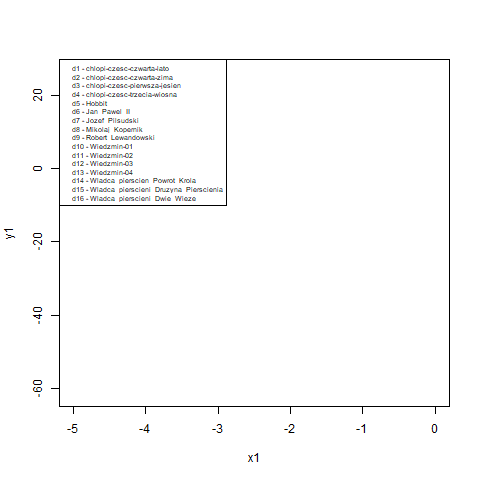 d1 - chlopi-czesc-czwarta-lato
d2 - chlopi-czesc-czwarta-zima
d3 - chlopi-czesc-pierwsza-jesien
d4 - chlopi-czesc-trzecia-wiosna
d5 - Hobbit
d6 - Jan Pawel II
d7 - Jozef Pilsudski
d8 - Mikolaj Kopernik
d9 - Robert Lewandowski
d10 - Wiedzmin-01
d11 - Wiedzmin-02
d12 - Wiedzmin-03
d13 - Wiedzmin-04
d14 - Wladca pierscien Powrot Krola
d15 - Wladca pierscieni Druzyna Pierscienia
d16 - Wladca pierscieni Dwie Wieze
20
0
-20
-40
-60
y1
-5 -4 -3 -2 -1 0
x1